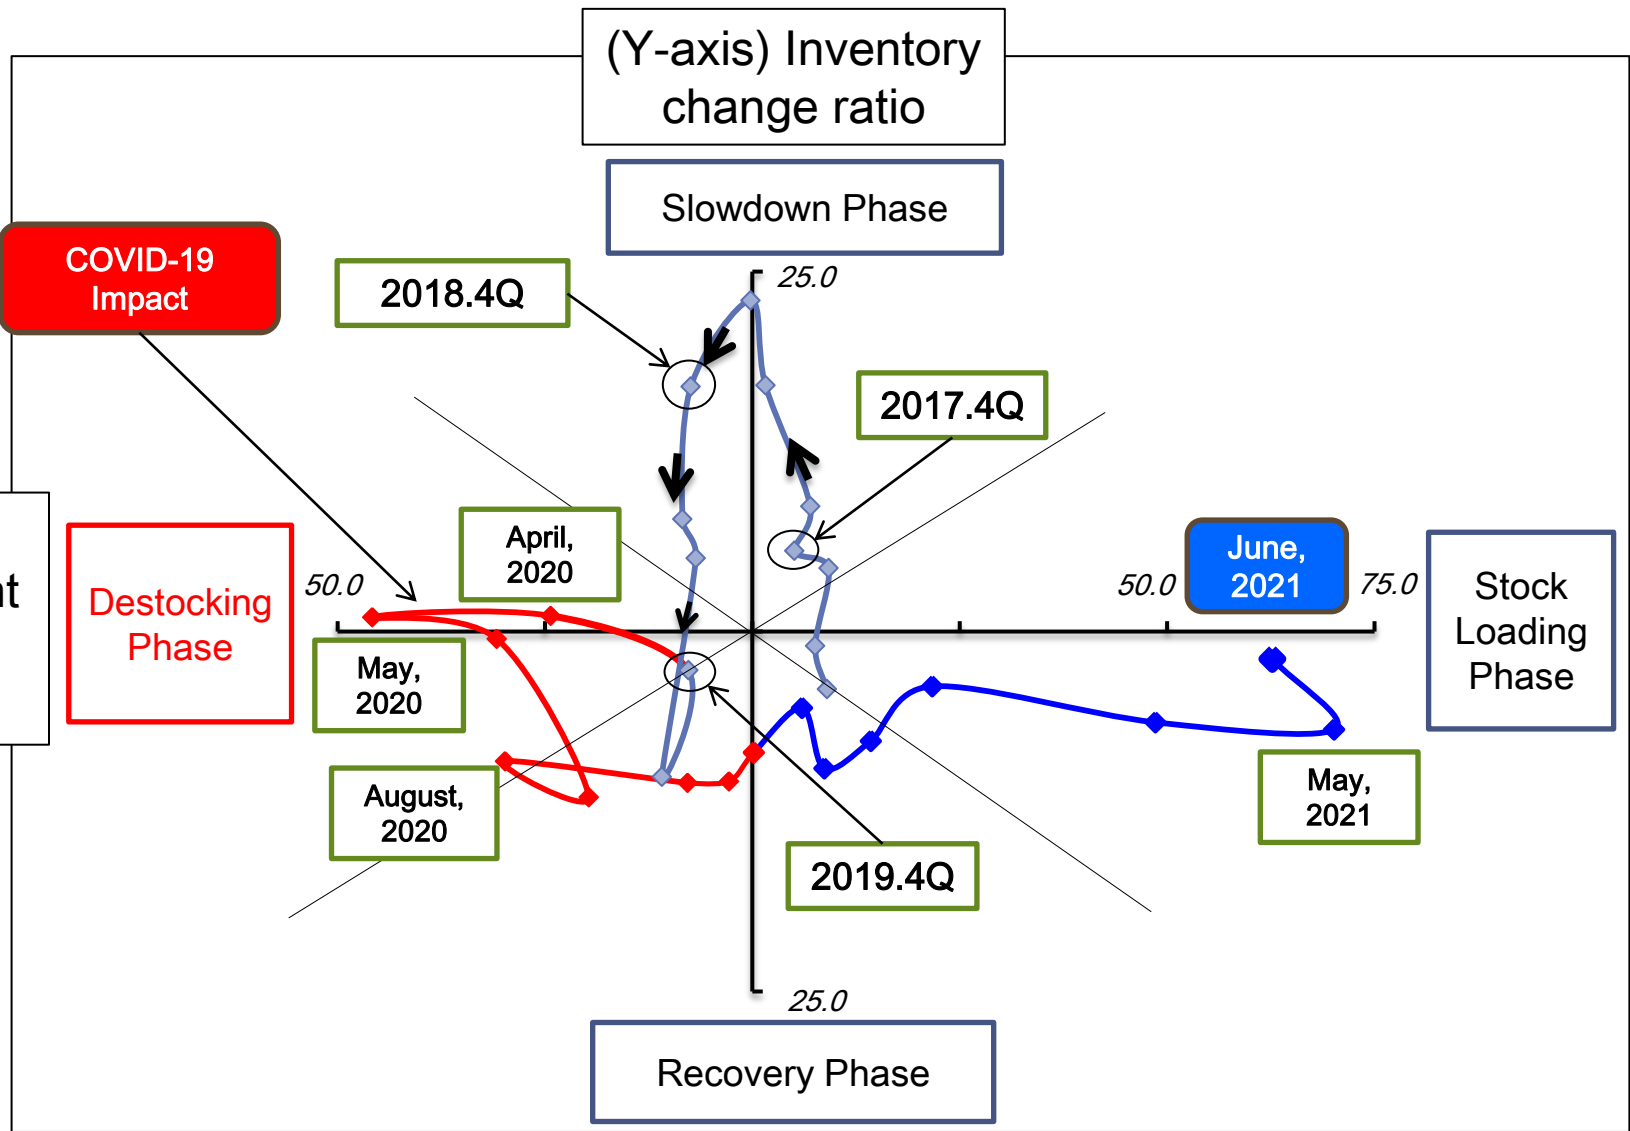 (Y-axis) Inventory
change ratio
Slowdown Phase
COVID-19
Impact
2018.4Q
25.0
2017.4Q
April,
2020
June,
2021
50.0
50.0
75.0
Destocking
Phase
Stock
Loading
Phase
May,
2020
August,
2020
May,
2021
2019.4Q
25.0
Recovery Phase